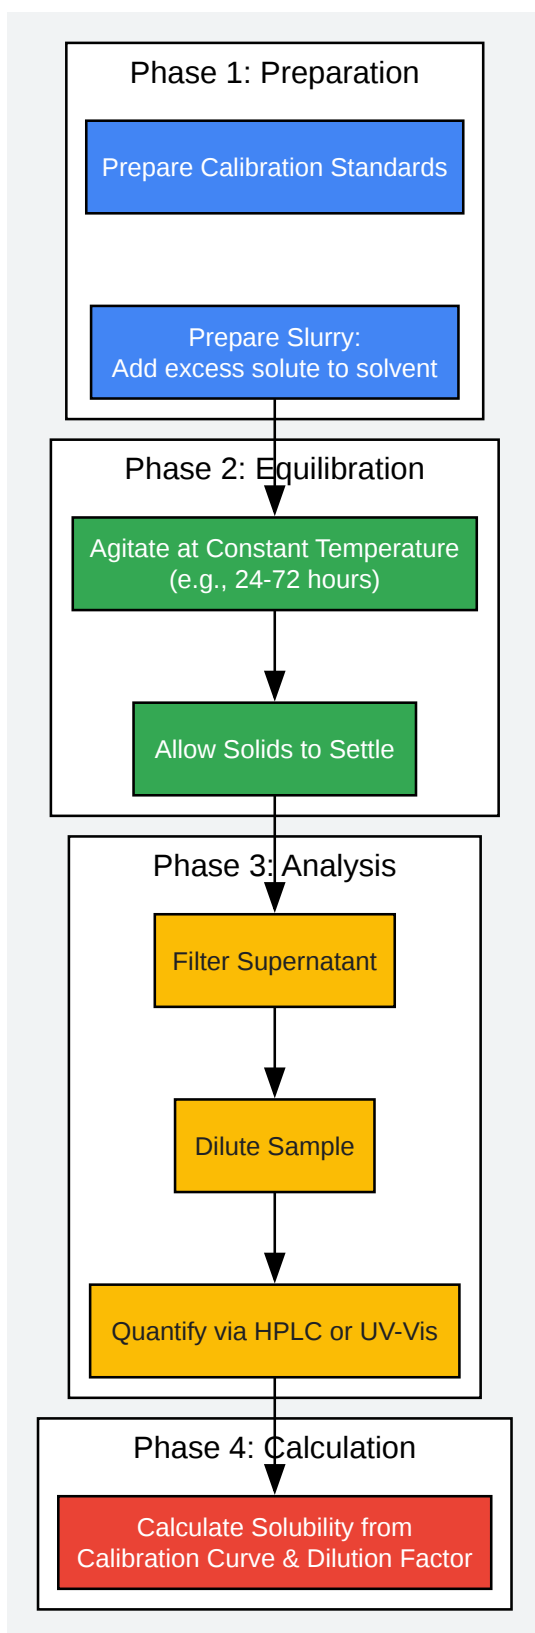 Phase 1: Preparation
Prepare Calibration Standards
Prepare Slurry:
Add excess solute to solvent
Phase 2: Equilibration
Agitate at Constant Temperature
(e.g., 24-72 hours)
Allow Solids to Settle
Phase 3: Analysis
Filter Supernatant
Dilute Sample
Quantify via HPLC or UV-Vis
Phase 4: Calculation
Calculate Solubility from
Calibration Curve & Dilution Factor